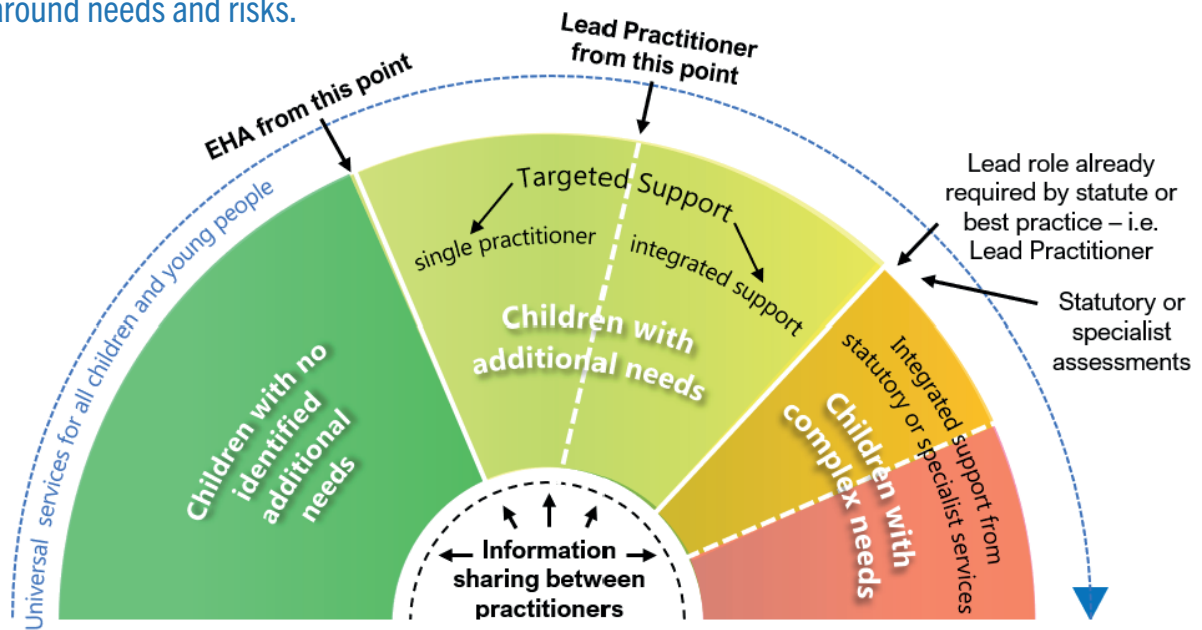 around needs and risks.
Lead Practitioner
from this point
EHA from this point
Lead role already
required by statute or
best practice – i.e.
Lead Practitioner
Statutory or
specialist
assessments
Universal services for all children and young people
Targeted Support
single practitioner
integrated support
Children with
additional needs
Children with no
identified
additional
needs
Integrated support from
statutory or specialist services
Children with
complex needs
Information
sharing between
practitioners